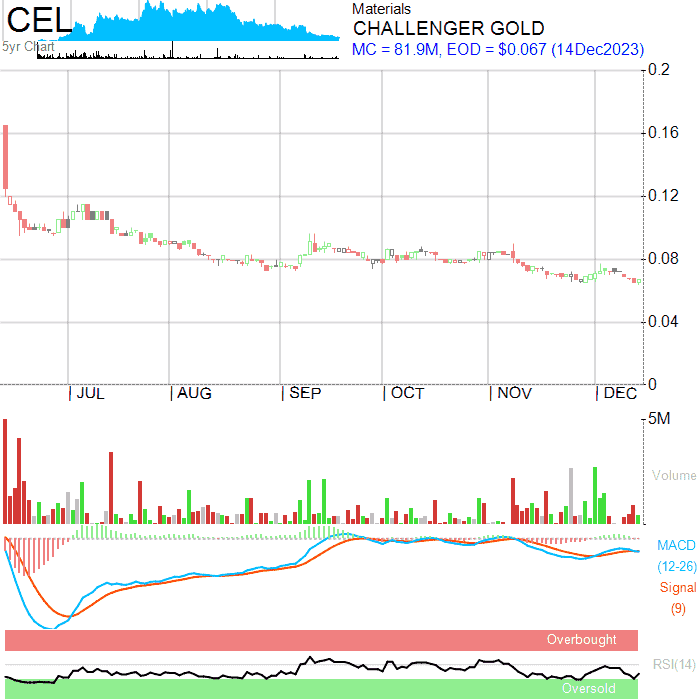 CEL
5yr Chart
Materials
CHALLENGER GOLD
MC = 81.9M, EOD = $0.067 (14Dec2023)
0.2
0.16
0.12
0.08
0.04
0
JUL
AUG
SEP
OCT
NOV
DEC
5M
Volume
MACD
(12-26)
Signal
(9)
Overbought
RSI(14)
Oversold